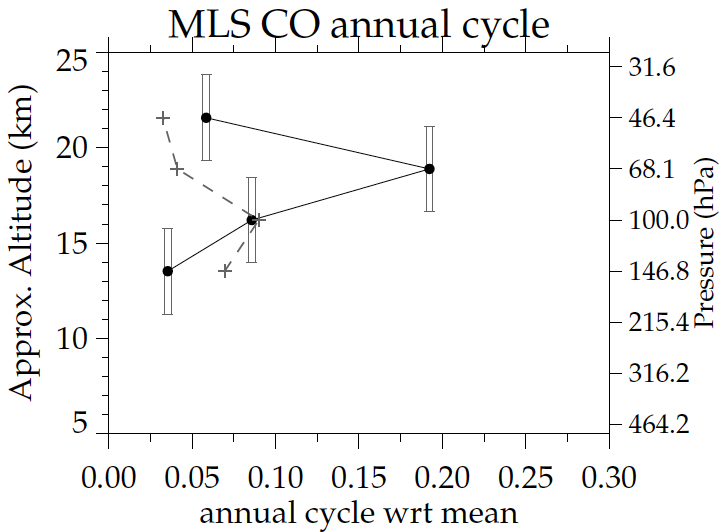 MLS CO annual cycle
25
20
15
10
5
Approx. Altitude (km)
31.6
46.4
68.1
100.0
146.8
215.4
316.2
464.2
Pressure (hPa)
0.00 0.05 0.10 0.15 0.20 0.25 0.30
annual cycle wrt mean